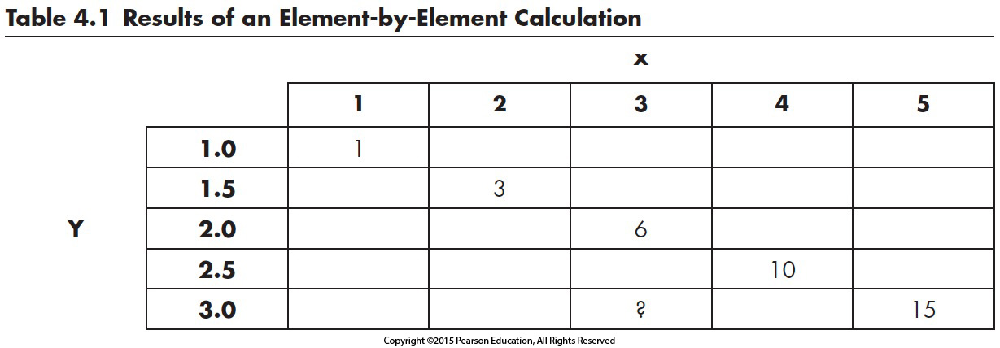 Table 4.1 Results of an Element-by-Element Calculation
x
1 2 3 4 5
1.0 1
1.5 3
Y 2.0 6
2.5 10
3.0 ? 15
Copyright ©2015 Pearson Education, All Rights Reserved